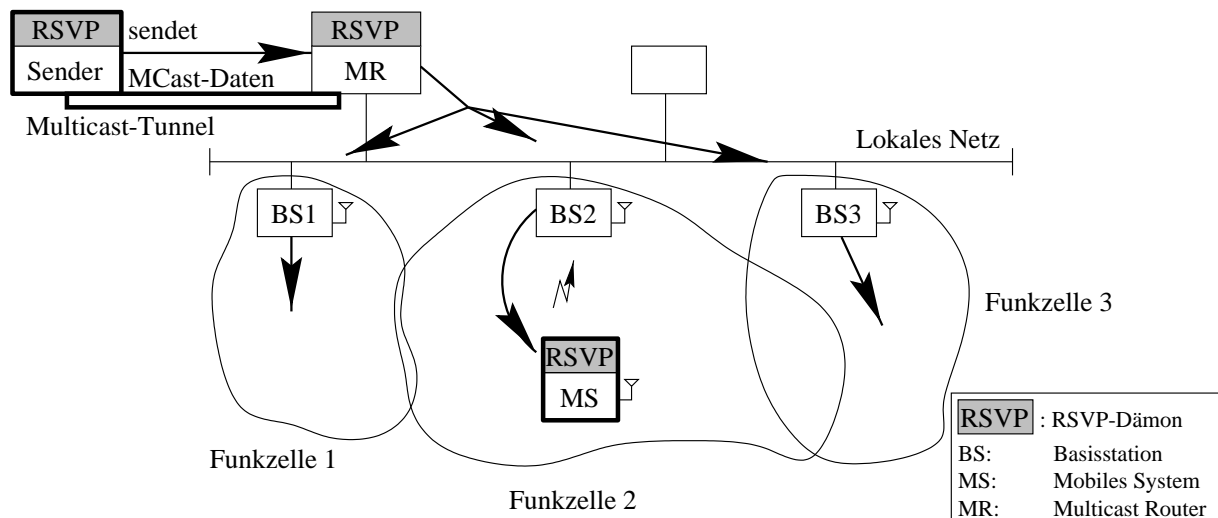 RSVP
sendet
RSVP
Sender
MCast-Daten
MR
Multicast-Tunnel
Lokales Netz
BS1
BS2
BS3
Funkzelle 3
RSVP
MS
Funkzelle 1
Funkzelle 2
RSVP : RSVP-Dämon
BS: Basisstation
MS: Mobiles System
MR: Multicast Router